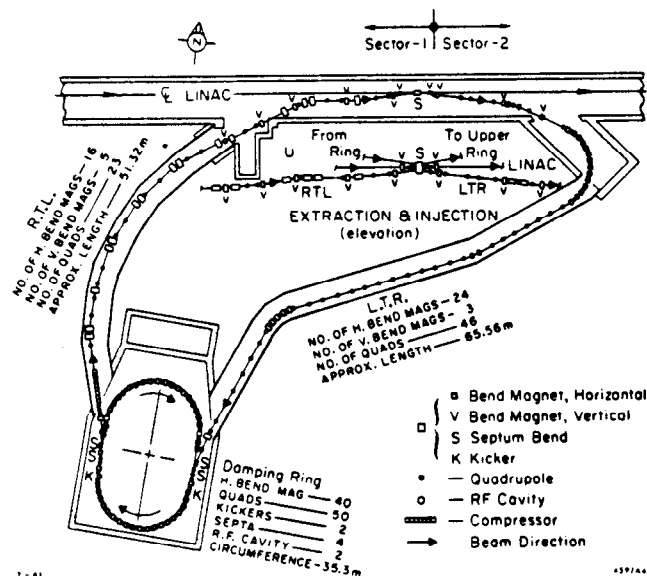 N
Sector-1 Sector-2
℄ LINAC
V V V V V V V
S
From Ring
To Upper Ring
U
V V S V V
LINAC
RTL
LTR
V V V V
EXTRACTION & INJECTION
(elevation)
R.T.L.
NO. OF H. BEND MAGS - 16
NO. OF V. BEND MAGS - 5
NO. OF QUADS 23
APPROX. LENGTH 51.32m
L.T.R.
NO. OF H. BEND MAGS - 24
NO. OF V. BEND MAGS - 3
NO. OF QUADS 46
APPROX. LENGTH 65.56m
S S K
S S K
Damping Ring
H. BEND MAG 40
QUADS 50
KICKERS 2
SEPTA 4
R.F. CAVITY 2
CIRCUMFERENCE - 35.3m
Bend Magnet, Horizontal
V Bend Magnet, Vertical
S Septum Bend
K Kicker
Quadrupole
RF Cavity
Compressor
Beam Direction